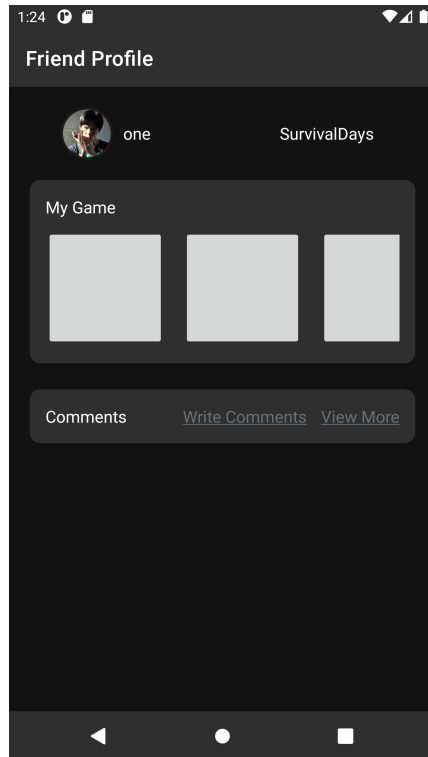 1:24
Friend Profile
one SurvivalDays
My Game
Comments Write Comments View More